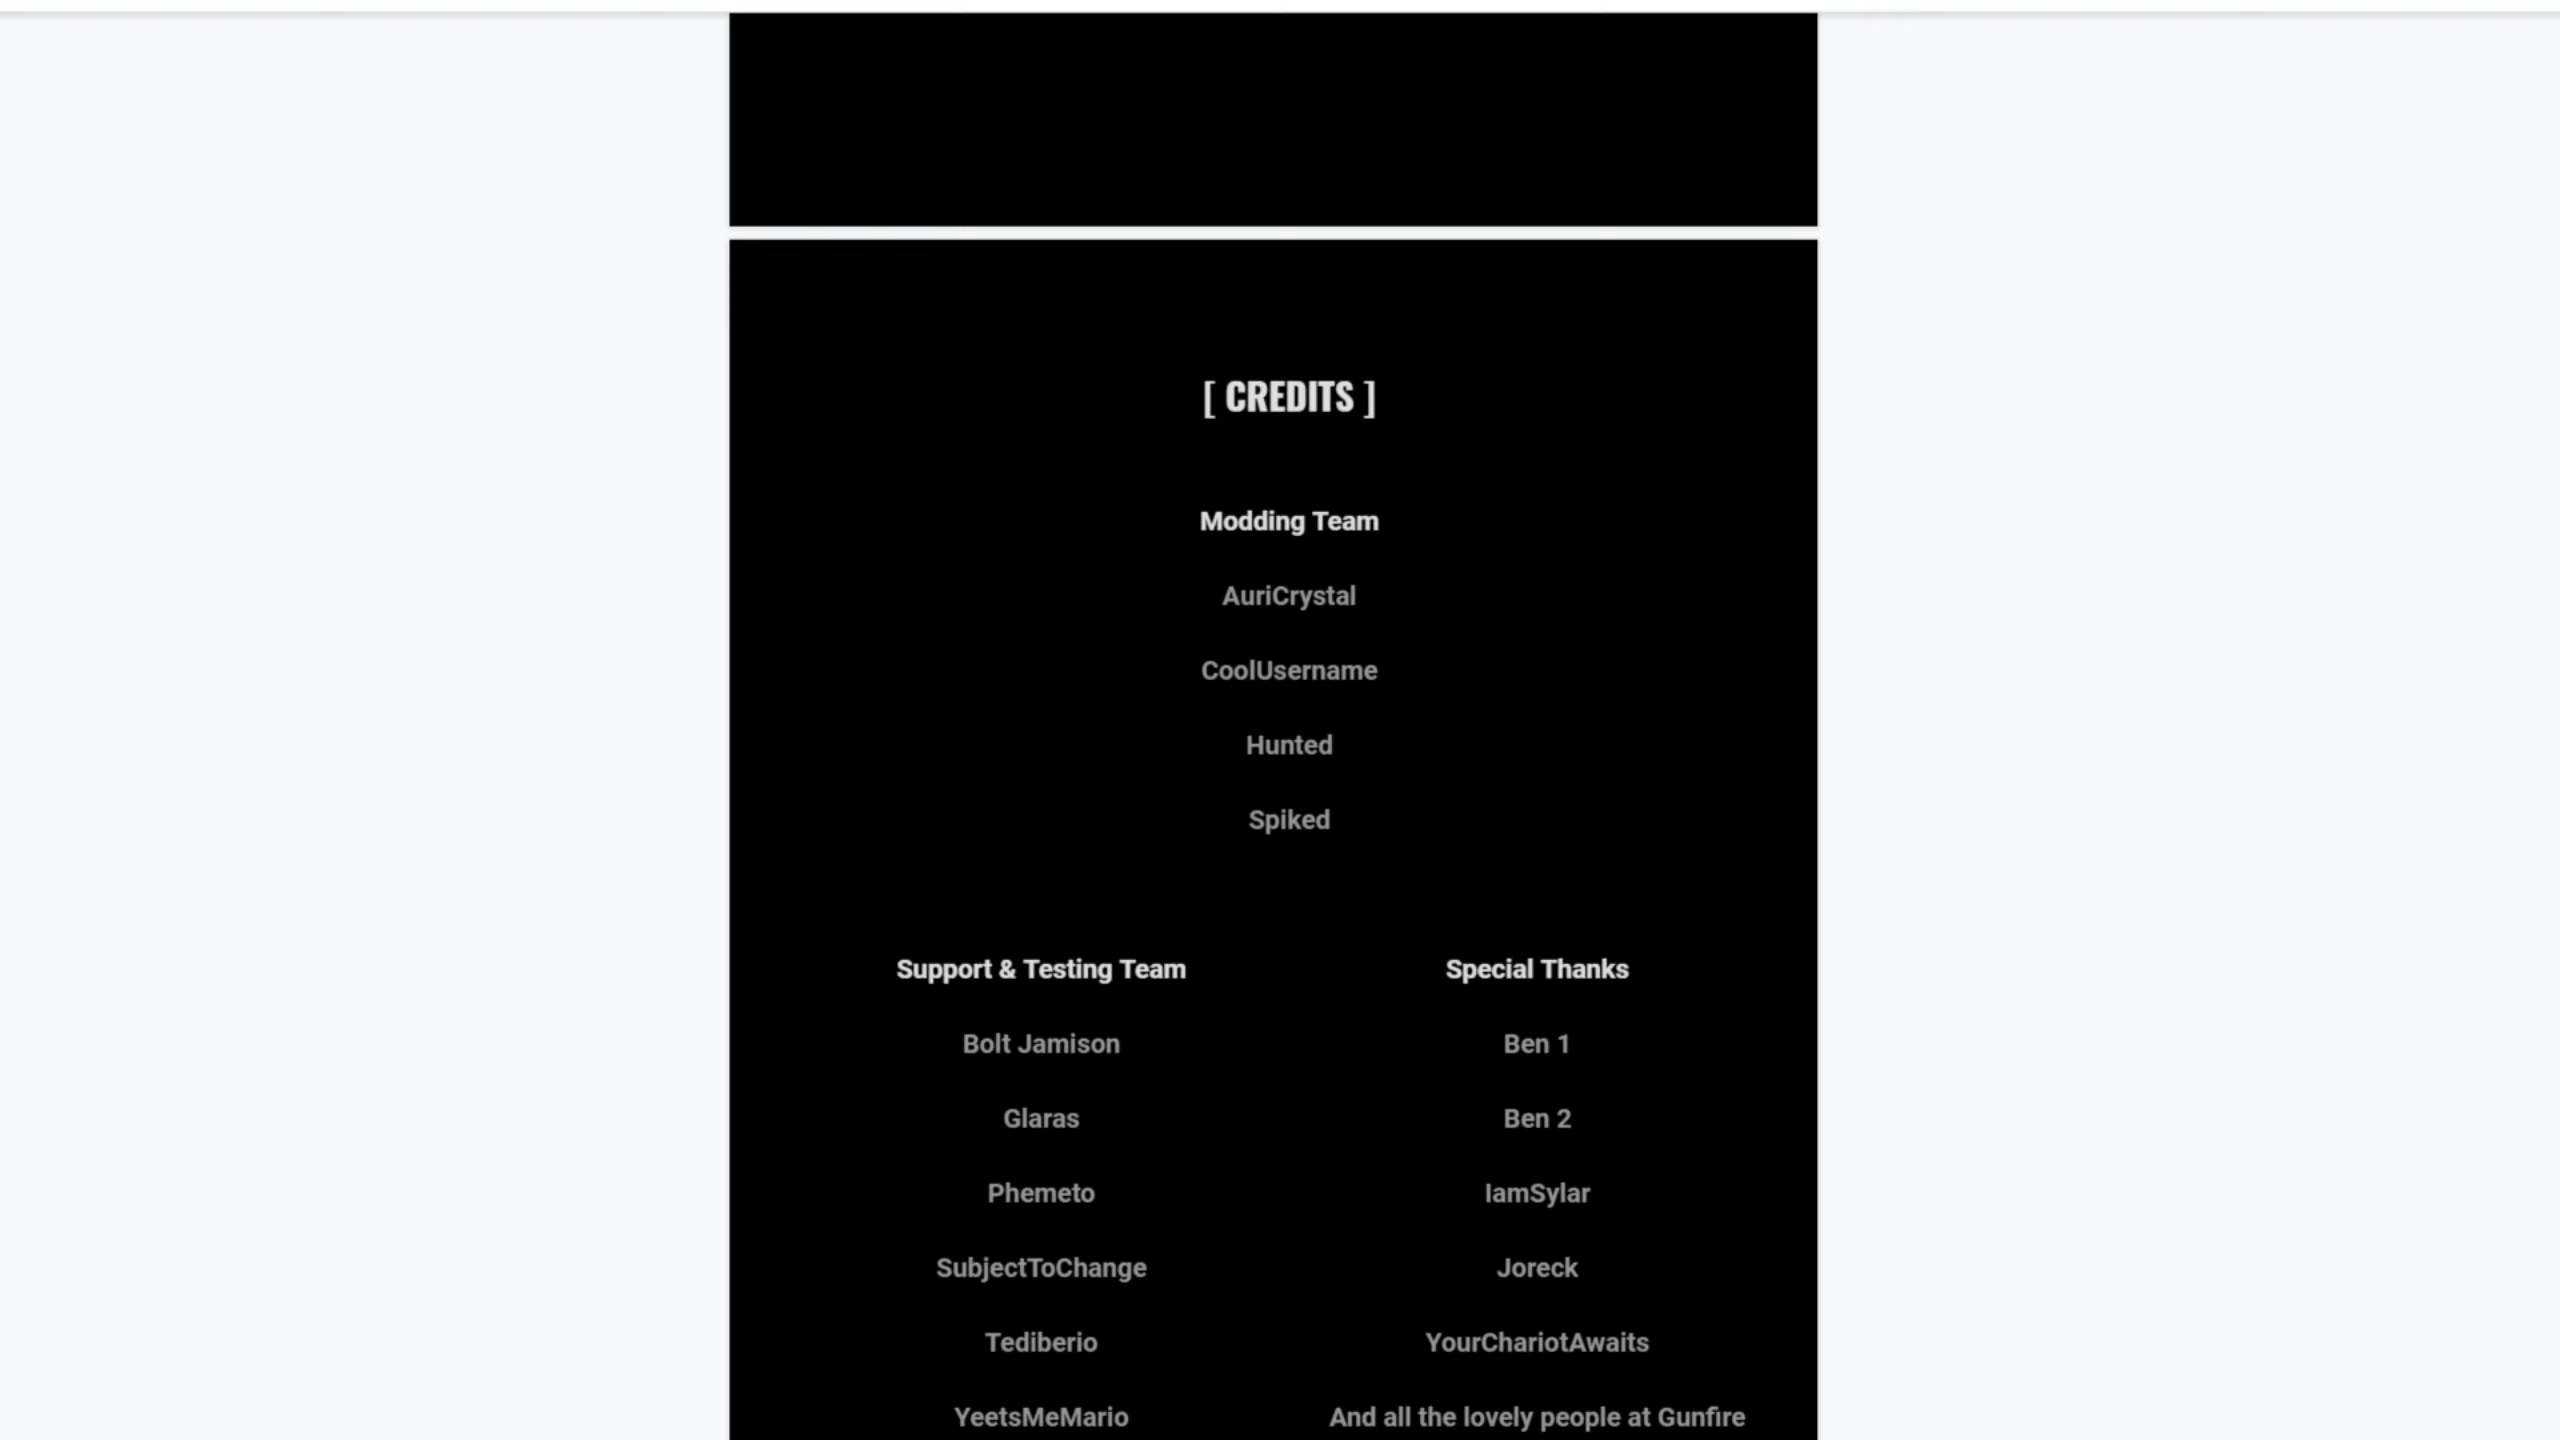 [ CREDITS ]
Modding Team
AuriCrystal
CoolUsername
Hunted
Spiked
Support & Testing Team
Bolt Jamison
Glaras
Phemeto
SubjectToChange
Tediberio
YeetsMeMario
Special Thanks
Ben 1
Ben 2
IamSylar
Joreck
YourChariotAwaits
And all the lovely people at Gunfire